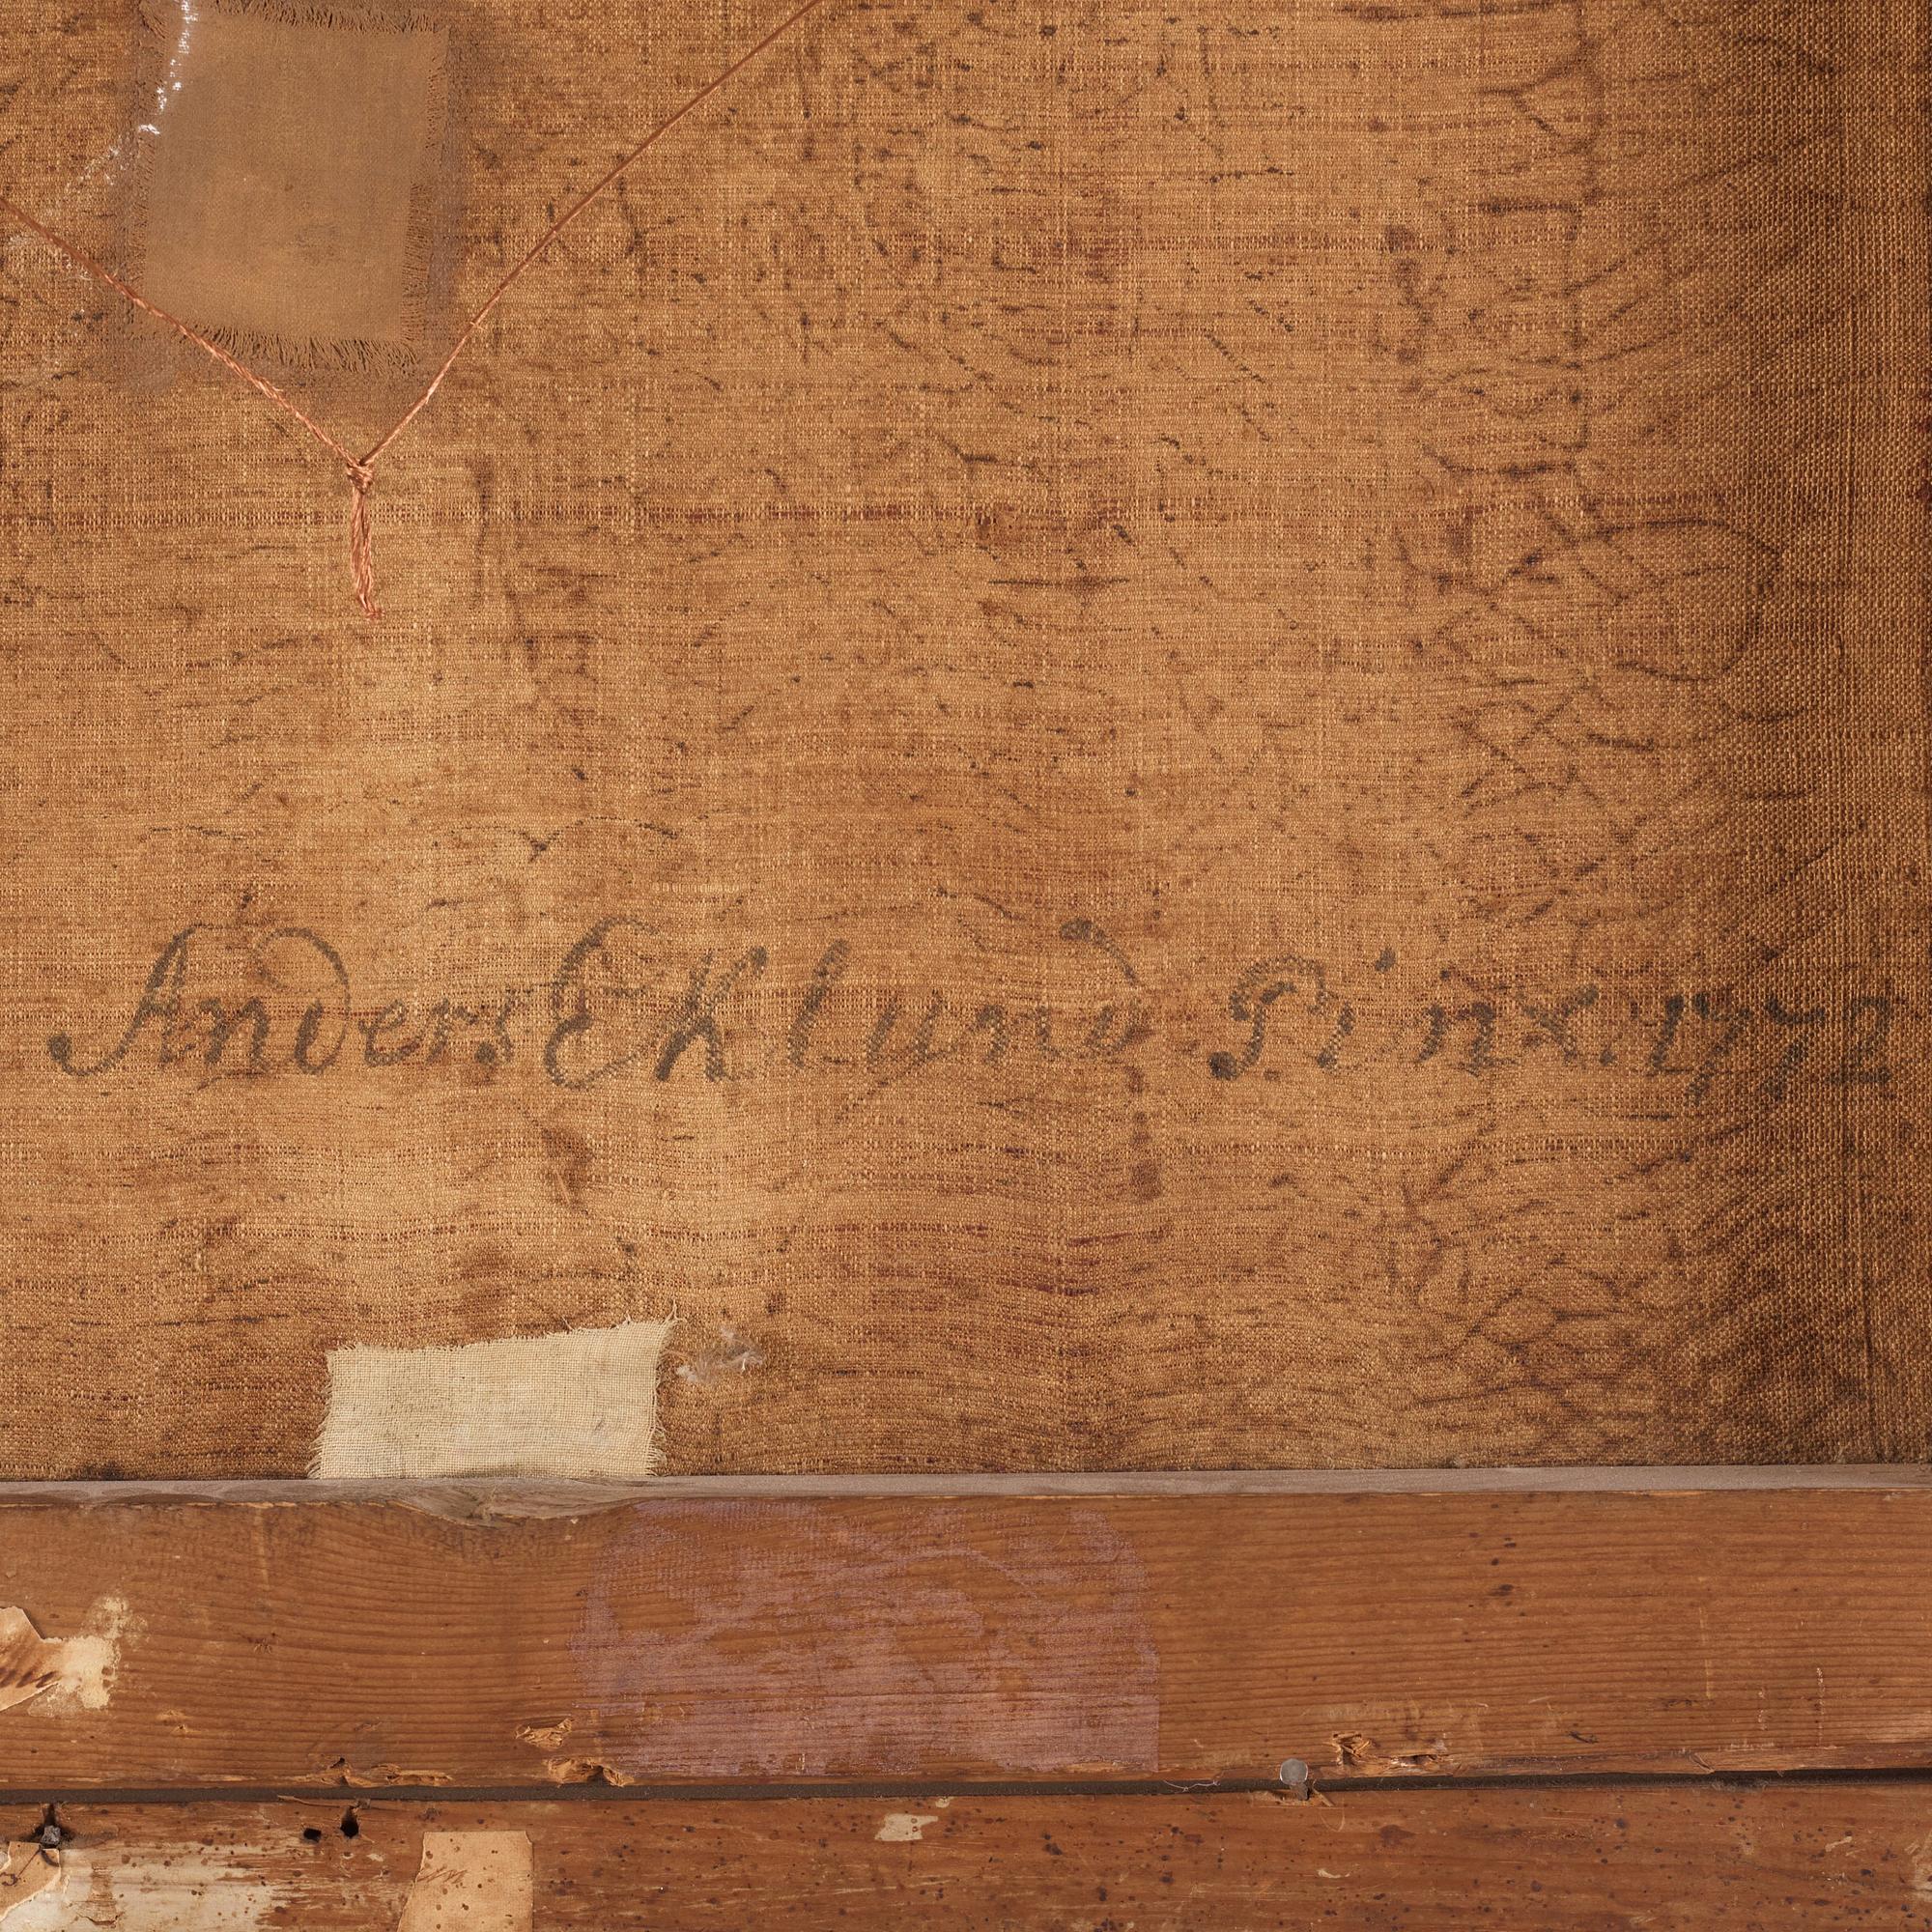 Anders Eklund Pinx. 1772